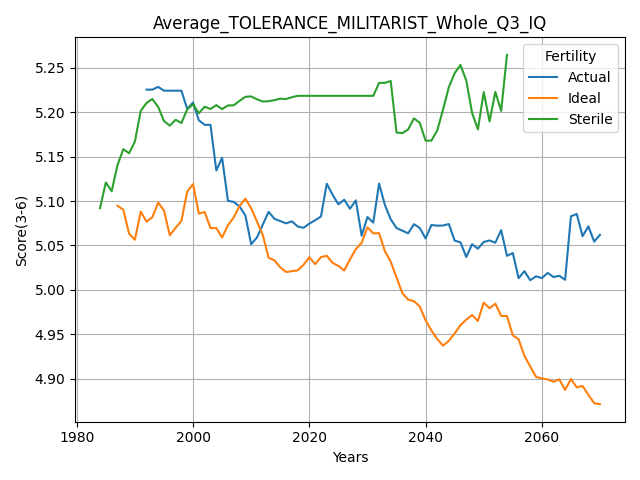 Average_TOLERANCE_MILITARIST_Whole_Q3_IQ
Score(3-6)
5.25
5.20
5.15
5.10
5.05
5.00
4.95
4.90
1980
2000
2020
2040
2060
Years
Fertility
Actual
Ideal
Sterile